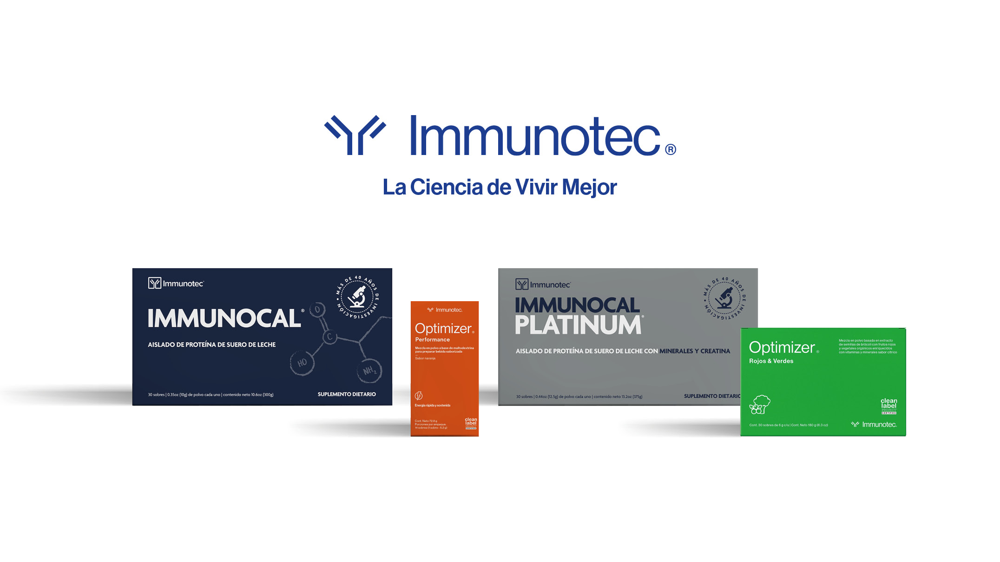 Immunotec®
La Ciencia de Vivir Mejor
Immunotec
MÁS DE 40 AÑOS DE INVESTIGACIÓN
IMMUNOCAL®
AISLADO DE PROTEÍNA DE SUERO DE LECHE
O
C
HO
NH2
30 sobres | 0.35oz (10g) de polvo cada uno | contenido neto 10.6oz (300g)
SUPLEMENTO DIETARIO
Immunotec.
Optimizer®
Performance
Mezcla en polvo a base de maltodextrina
para preparar bebida saborizada
Sabor naranja
Energía rápida y sostenida
Cont. Neto 72.8 g
Porciones por empaque:
14 sobres (1 sobre - 5.2 g)
clean
label
PROJECT
CERTIFIED
Immunotec
MÁS DE 40 AÑOS DE INVESTIGACIÓN
IMMUNOCAL
PLATINUM®
AISLADO DE PROTEÍNA DE SUERO DE LECHE CON MINERALES Y CREATINA
30 sobres | 0.44oz (12.5g) de polvo cada uno | contenido neto 13.2oz (375g)
SUPLEMENTO DIETARIO
Optimizer®
Rojos & Verdes
Mezcla en polvo basada en extracto
de semillas de brócoli con frutos rojos
y vegetales orgánicos enriquecidos
con vitaminas y minerales sabor cítrico
clean
label
PROJECT
CERTIFIED
Cont. 30 sobres de 6 g c/u | Cont. Neto 180 g (6.3 oz)
Immunotec.